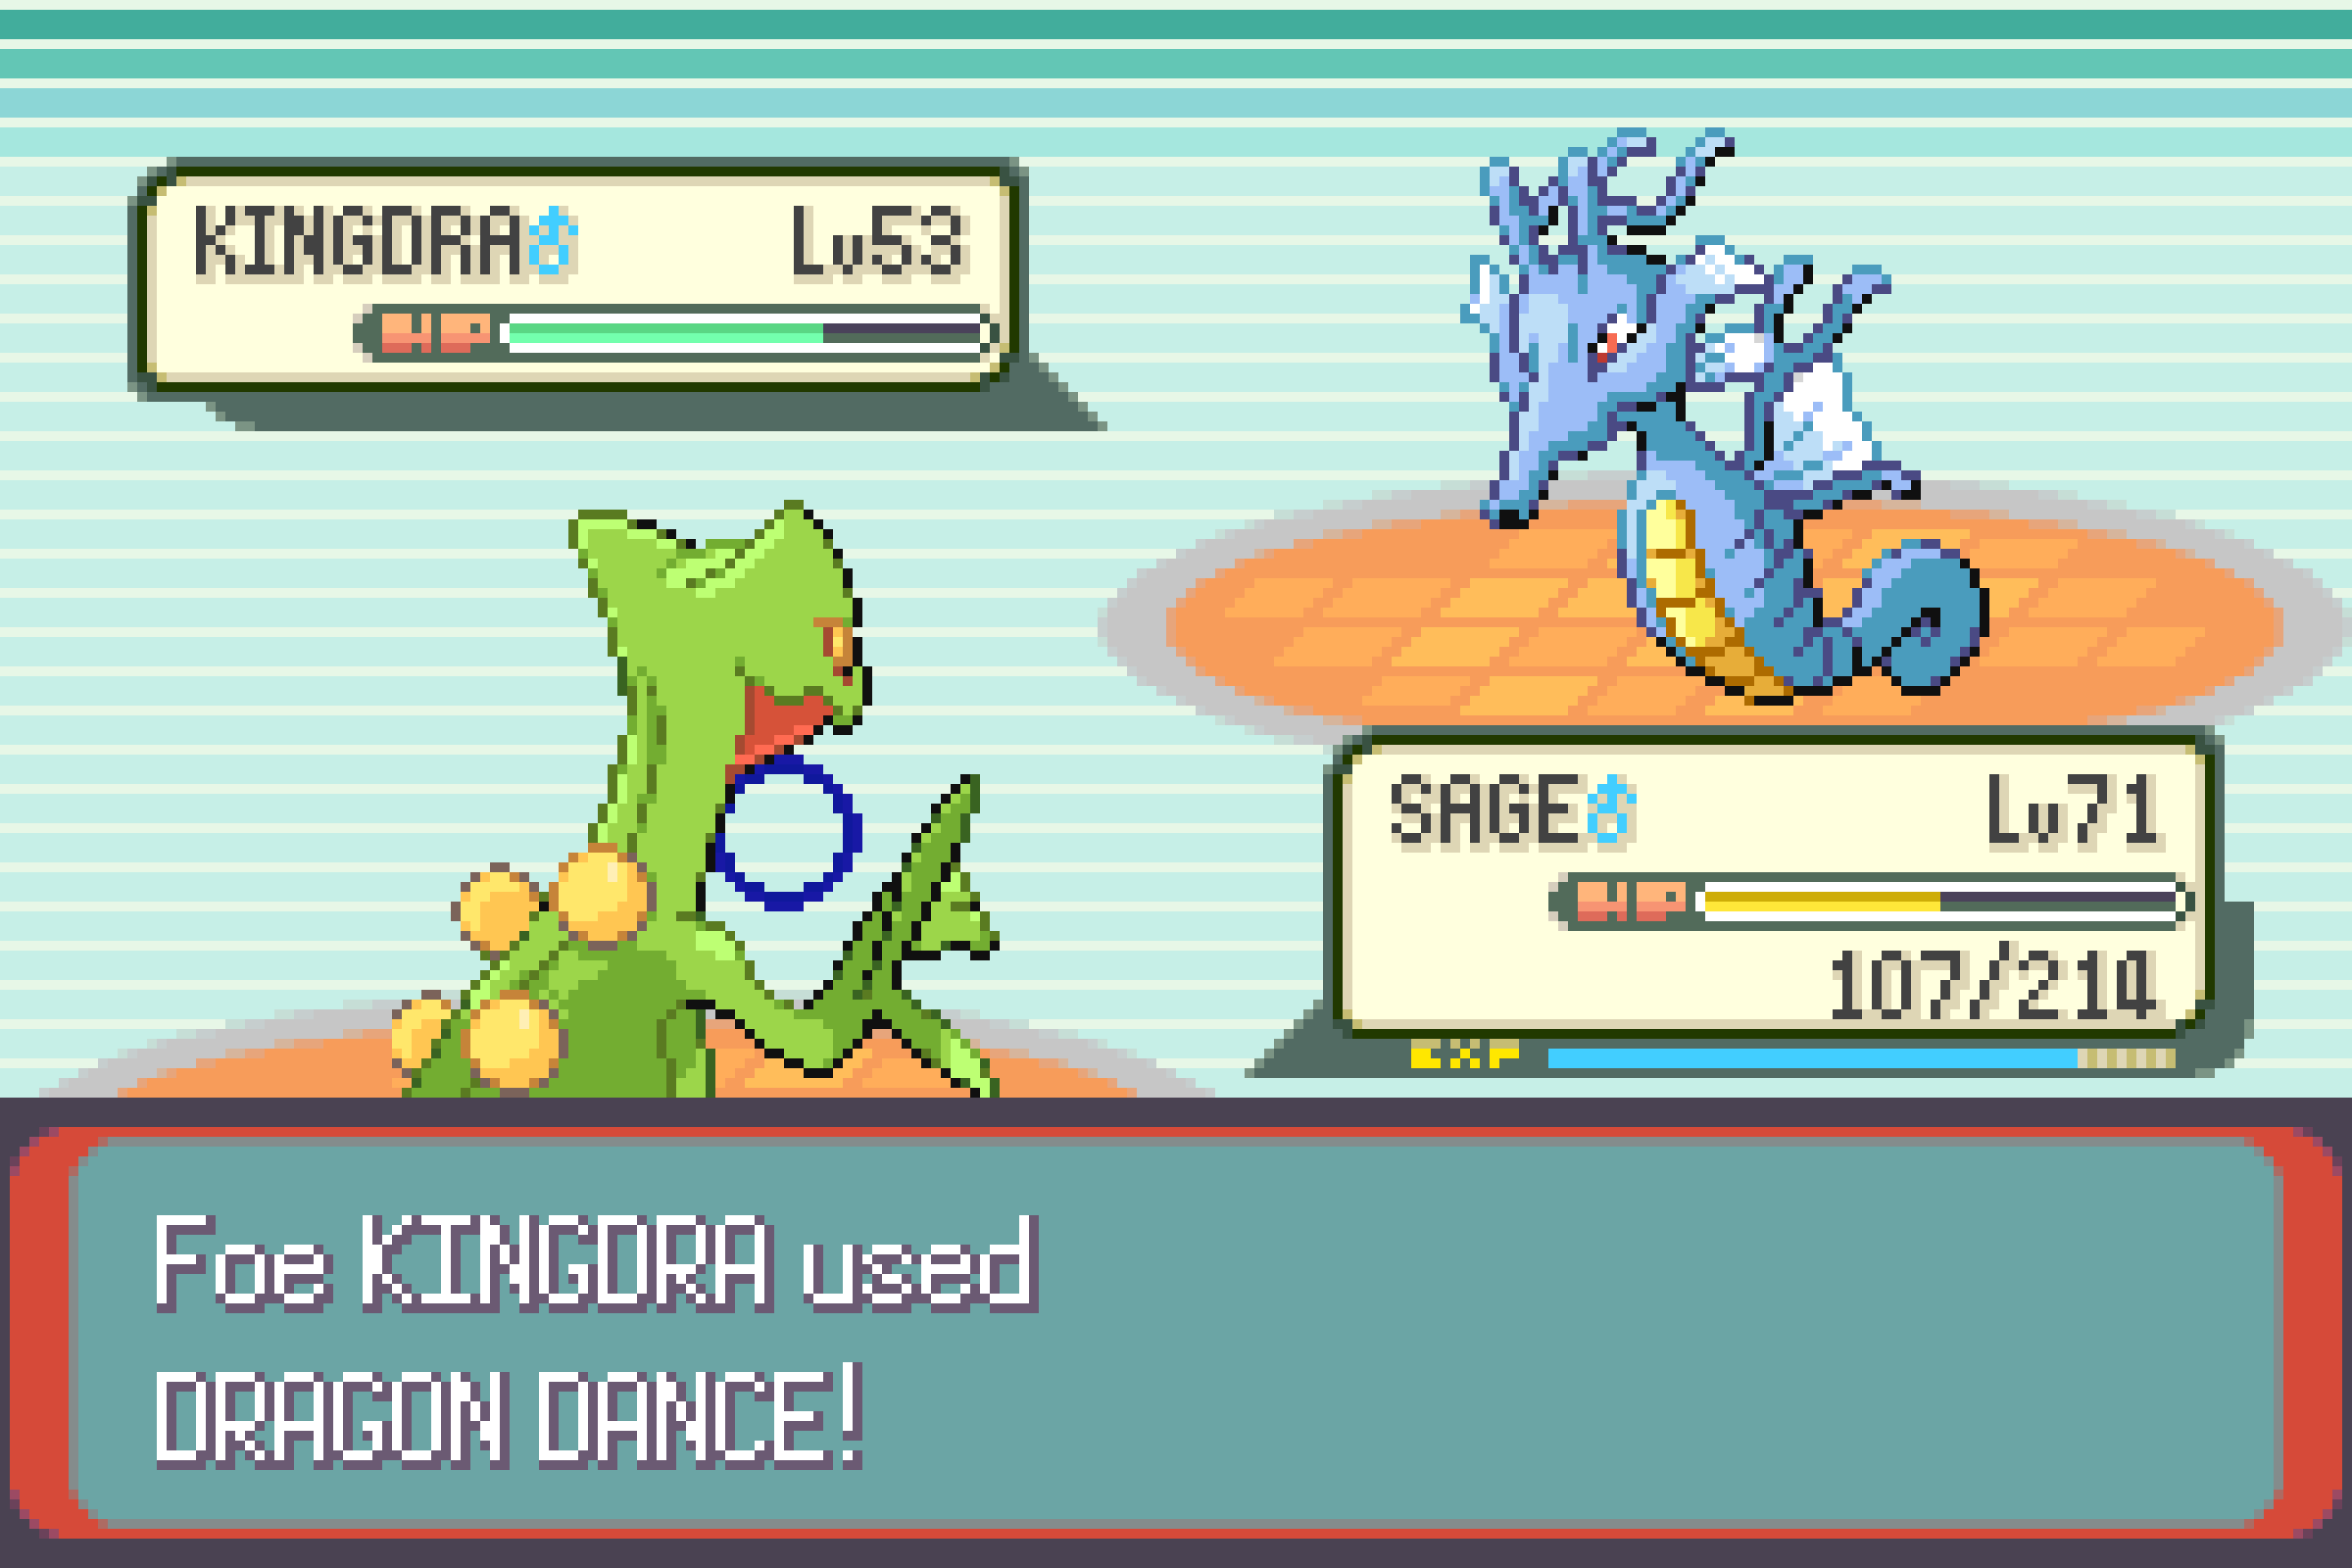 KINGDRA♂ Lv53
HP
SAGE♂ Lv71
HP
107/214
EXP
Foe KINGDRA used
DRAGON DANCE!